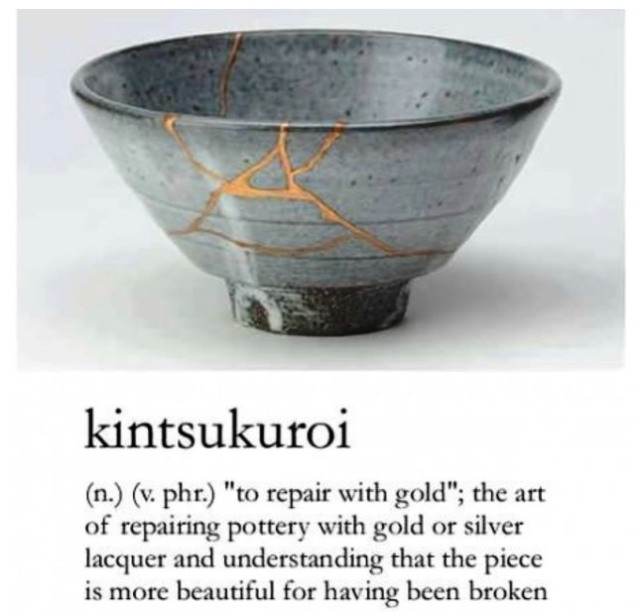 kintsukuroi
(n.) (v. phr.) "to repair with gold"; the art
of repairing pottery with gold or silver
lacquer and understanding that the piece
is more beautiful for having been broken